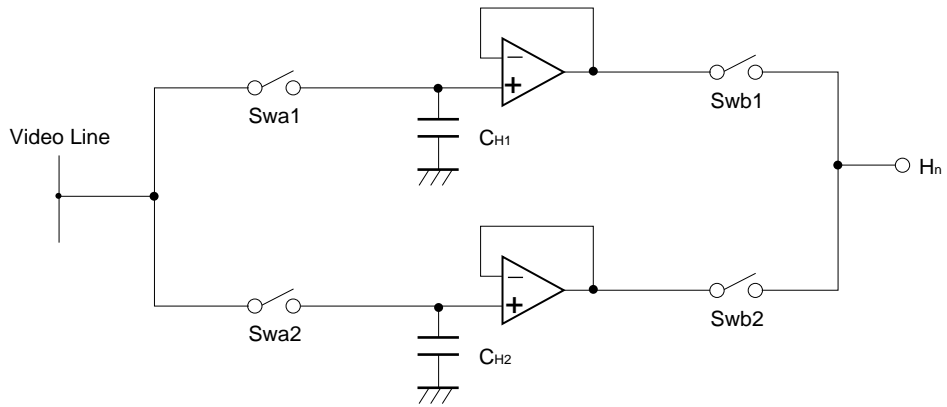 −
+
Swa1
Swb1
CH1
Video Line
Hn
−
+
Swa2
Swb2
CH2